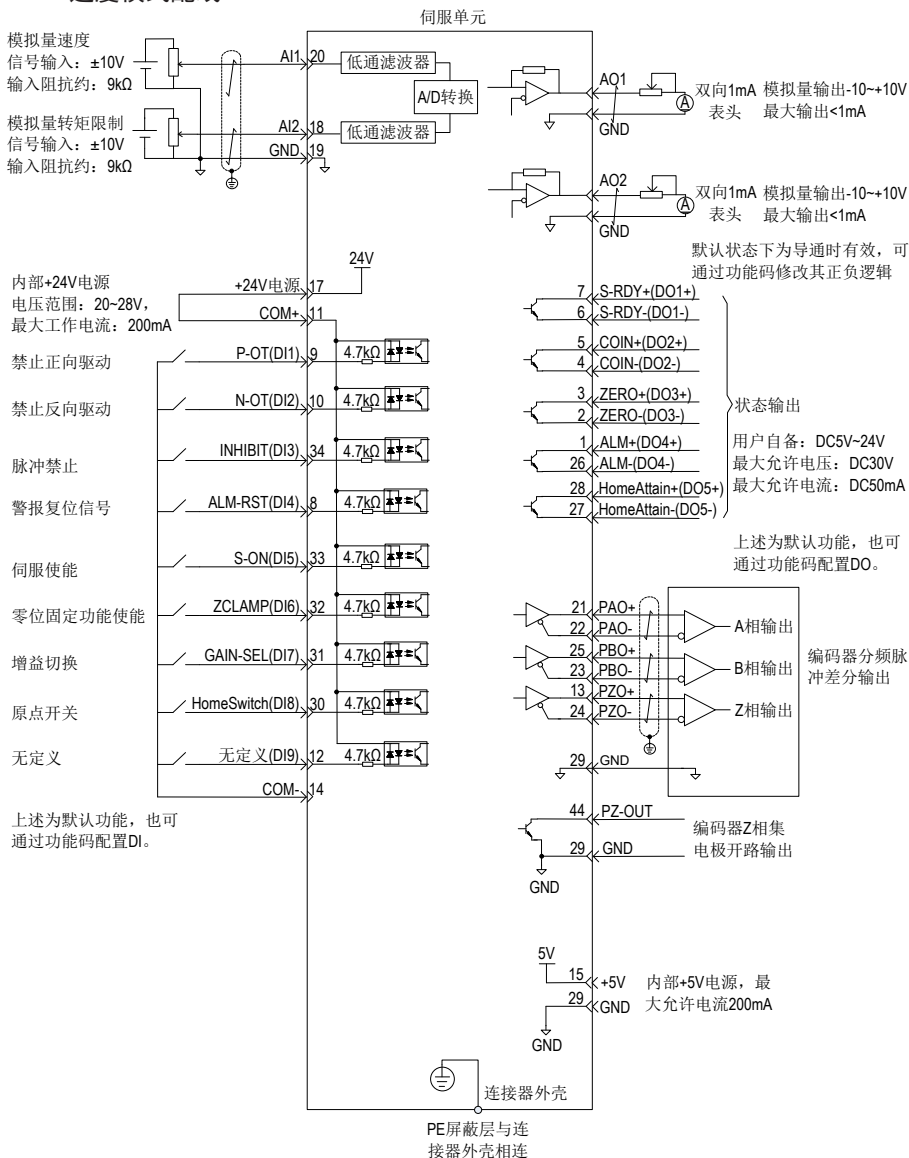 伺服单元
模拟量速度
信号输入：±10V
输入阻抗约：9kΩ
模拟量转矩限制
信号输入：±10V
输入阻抗约：9kΩ
AI1 20 低通滤波器
A/D转换
AI2 18 低通滤波器
GND 19
AO1
GND
双向1mA
表头
模拟量输出-10~+10V
最大输出<1mA
AO2
GND
双向1mA
表头
模拟量输出-10~+10V
最大输出<1mA
内部+24V电源
电压范围：20~28V，
最大工作电流：200mA
24V
+24V电源 17
COM+ 11
禁止正向驱动 P-OT(DI1) 9 4.7kΩ
禁止反向驱动 N-OT(DI2) 10 4.7kΩ
脉冲禁止 INHIBIT(DI3) 34 4.7kΩ
警报复位信号 ALM-RST(DI4) 8 4.7kΩ
伺服使能 S-ON(DI5) 33 4.7kΩ
零位固定功能使能 ZCLAMP(DI6) 32 4.7kΩ
增益切换 GAIN-SEL(DI7) 31 4.7kΩ
原点开关 HomeSwitch(DI8) 30 4.7kΩ
无定义 无定义(DI9) 12 4.7kΩ
COM- 14
上述为默认功能，也可
通过功能码配置DI。
默认状态下为导通时有效，可
通过功能码修改其正负逻辑
7 S-RDY+(DO1+)
6 S-RDY-(DO1-)
5 COIN+(DO2+)
4 COIN-(DO2-)
3 ZERO+(DO3+)
2 ZERO-(DO3-)
1 ALM+(DO4+)
26 ALM-(DO4-)
28 HomeAttain+(DO5+)
27 HomeAttain-(DO5-)
状态输出
用户自备：DC5V~24V
最大允许电压：DC30V
最大允许电流：DC50mA
上述为默认功能，也可
通过功能码配置DO。
21 PAO+
22 PAO-
A相输出
25 PBO+
23 PBO-
B相输出
13 PZO+
24 PZO-
Z相输出
编码器分频脉
冲差分输出
29 GND
44 PZ-OUT
29 GND
GND
编码器Z相集
电极开路输出
5V
15 +5V
29 GND
GND
内部+5V电源，最
大允许电流200mA
连接器外壳
PE屏蔽层与连
接器外壳相连